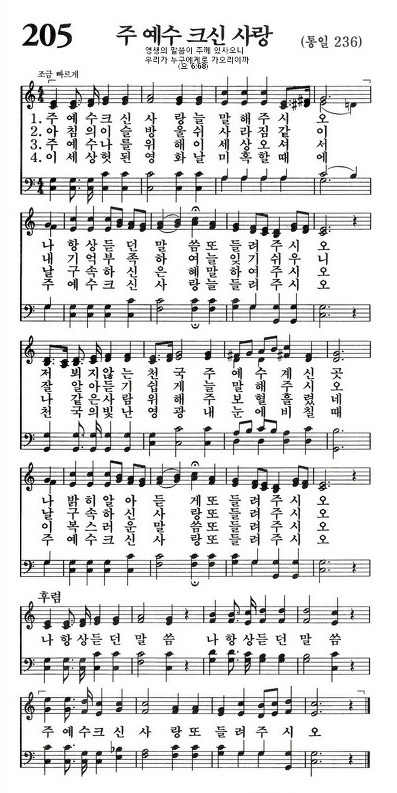 205
주 예수 크신 사랑
(통일 236)
영생의 말씀이 주께 있사오니
우리가 누구에게로 가오리이까
(요 6:68)
조금 빠르게
1. 주 예 수 크 신 사 랑 늘 말 해 주 시 오
2. 아 침 의 이 슬 방 울 쉬 사 라 짐 같 이
3. 주 예 수 나 를 위 해 이 세 상 오 셔 서
4. 이 세 상 헛 된 영 화 날 미 혹 할 때 에
나 항 상 듣 던 말 씀 또 들 려 주 시 오
내 기 억 부 족 하 여 늘 잊 기 쉬 우 니
날 구 속 하 신 은 혜 늘 말 하 여 주 오
주 예 수 크 신 사 랑 늘 들 려 주 시 오
저 뵈 지 않 는 천 국 주 예 수 계 신 곳
잘 알 아 듣 기 쉽 게 늘 말 해 주 시 오
나 같 은 사 람 위 해 주 보 혈 흘 렸 네
천 국 의 빛 난 영 광 내 눈 에 비 칠 때
나 밝 히 알 아 듣 게 또 들 려 주 시 오
날 구 속 하 신 사 랑 또 들 려 주 시 오
이 복 스 러 운 말 씀 또 들 려 주 시 오
주 예 수 크 신 사 랑 또 들 려 주 시 오
후렴
나 항 상 듣 던 말 씀 나 항 상 듣 던 말 씀
주 예 수 크 신 사 랑 또 들 려 주 시 오